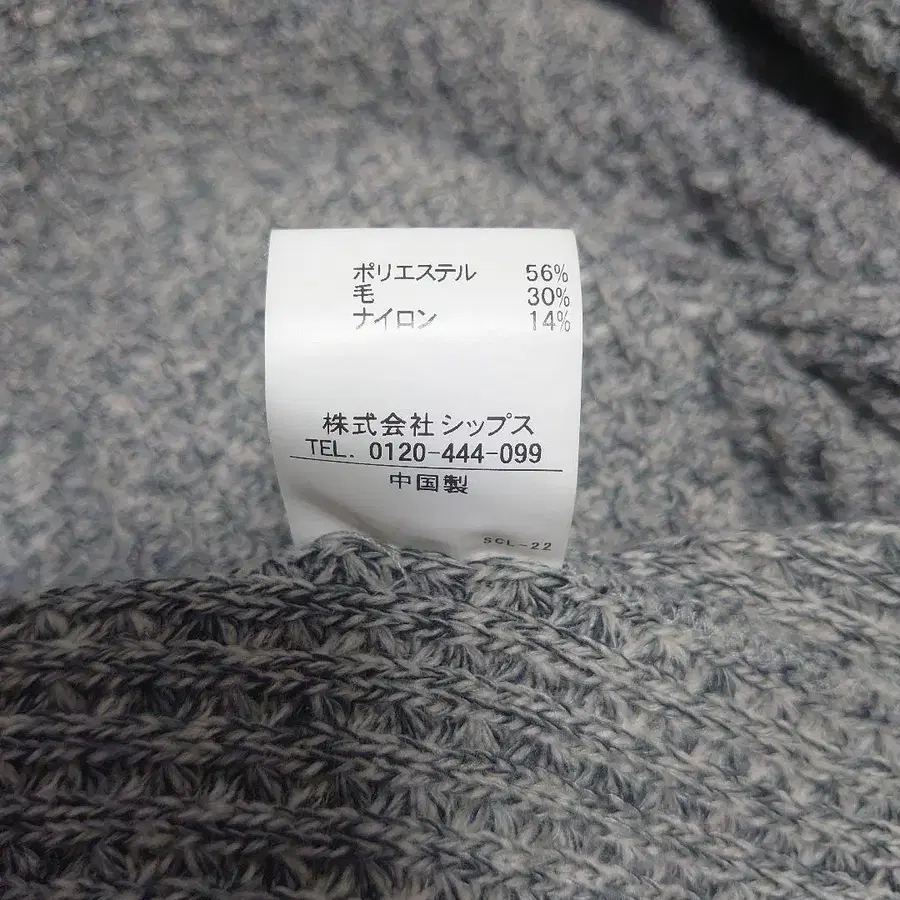 ポリエステル 56%
毛 30%
ナイロン 14%
株式会社シップス
TEL. 0120-444-099
中国製
SCL-22